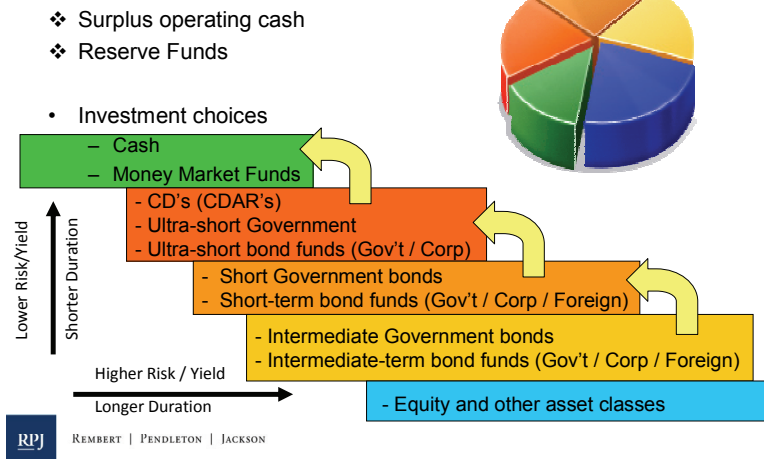 ❖ Surplus operating cash
❖ Reserve Funds
• Investment choices
– Cash
– Money Market Funds
- CD's (CDAR's)
- Ultra-short Government
- Ultra-short bond funds (Gov't / Corp)
- Short Government bonds
- Short-term bond funds (Gov't / Corp / Foreign)
- Intermediate Government bonds
- Intermediate-term bond funds (Gov't / Corp / Foreign)
- Equity and other asset classes
Lower Risk/Yield
Shorter Duration
Higher Risk / Yield
Longer Duration
RPJ REMBERT | PENDLETON | JACKSON